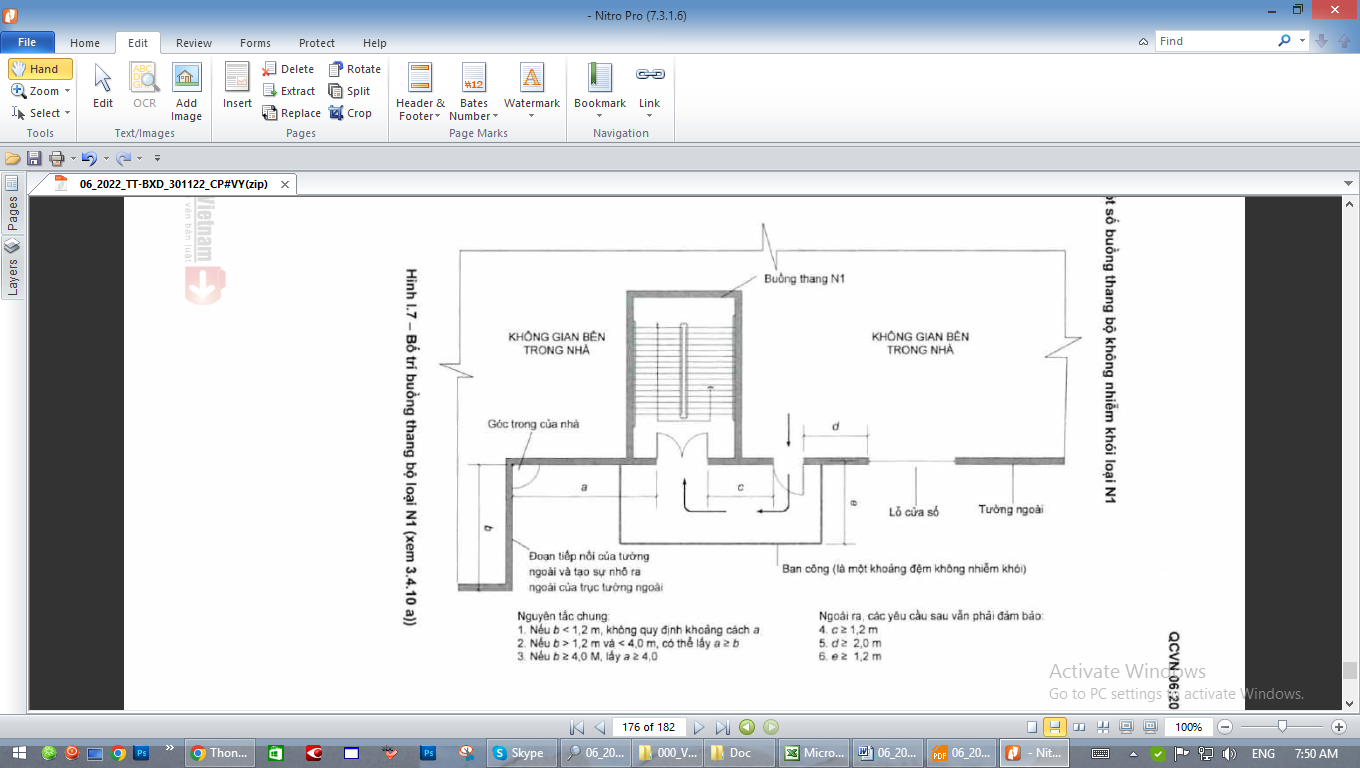 - Nitro Pro (7.3.1.6)
File Home Edit Review Forms Protect Help
Find
Hand
Zoom
Select
Tools
Edit
OCR
Add Image
Text/Images
Insert
Delete
Extract
Replace
Rotate
Split
Crop
Pages
Header & Footer
Bates Number
Watermark
Page Marks
Bookmark
Link
Navigation
06_2022_TT-BXD_301122_CP#VY(zip)
Pages
Layers
Vietnam
văn bản luật
ột số buồng thang bộ không nhiễm khói loại N1
Buồng thang N1
KHÔNG GIAN BÊN
TRONG NHÀ
KHÔNG GIAN BÊN
TRONG NHÀ
Góc trong của nhà
d
a
c
e
b
Lỗ cửa sổ
Tường ngoài
Đoạn tiếp nối của tường
ngoài và tạo sự nhô ra
ngoài của trục tường ngoài
Ban công (là một khoảng đệm không nhiễm khói)
Nguyên tắc chung:
1. Nếu b < 1,2 m, không quy định khoảng cách a
2. Nếu b > 1,2 m và < 4,0 m, có thể lấy a ≥ b
3. Nếu b ≥ 4,0 M, lấy a ≥ 4,0
Ngoài ra, các yêu cầu sau vẫn phải đảm bảo:
4. c ≥ 1,2 m
5. d ≥ 2,0 m
6. e ≥ 1,2 m
Hình I.7 – Bố trí buồng thang bộ loại N1 (xem 3.4.10 a))
QCVN 06:20
Activate Windows
Go to PC settings to activate Windows.
176 of 182
100%
Thon...
Skype
06_20...
000_V...
Doc
Micro...
06_20...
06_20...
- Nit...
ENG
7:50 AM